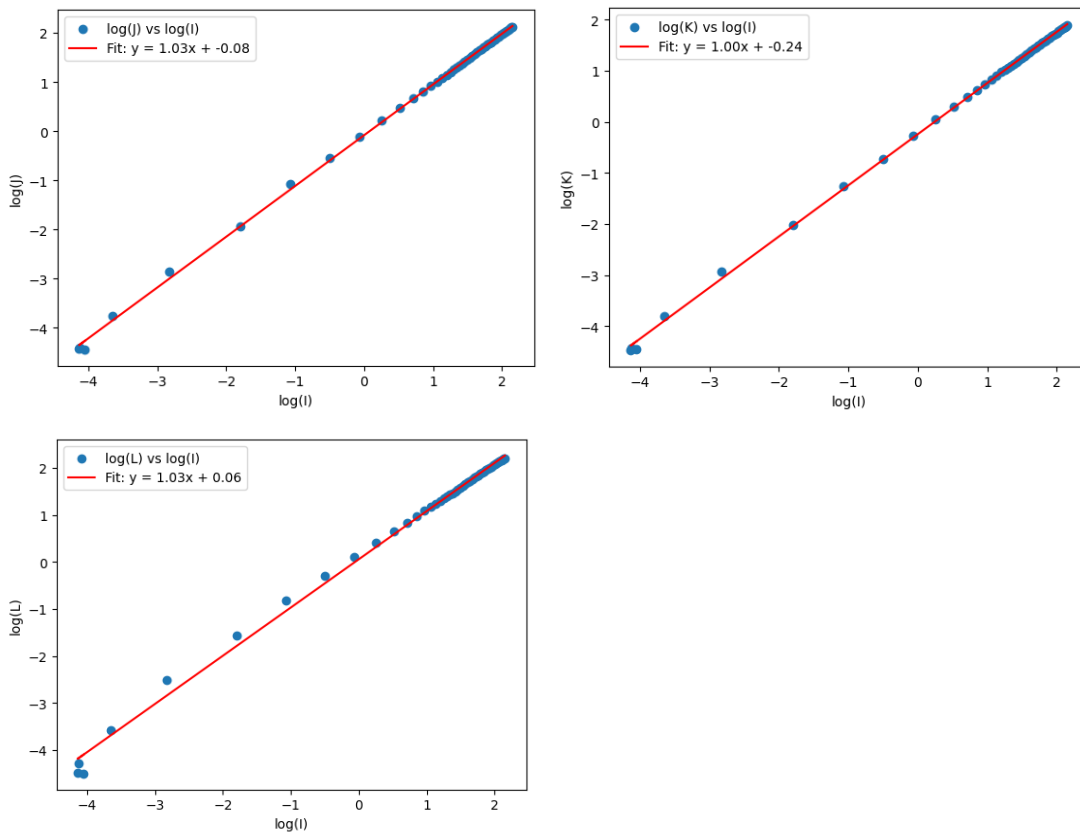 log(J) vs log(I)
Fit: y = 1.03x + -0.08
2
1
0
−1
−2
−3
−4
log(J)
−4 −3 −2 −1 0 1 2
log(I)
log(K) vs log(I)
Fit: y = 1.00x + -0.24
2
1
0
−1
−2
−3
−4
log(K)
−4 −3 −2 −1 0 1 2
log(I)
log(L) vs log(I)
Fit: y = 1.03x + 0.06
2
1
0
−1
−2
−3
−4
log(L)
−4 −3 −2 −1 0 1 2
log(I)